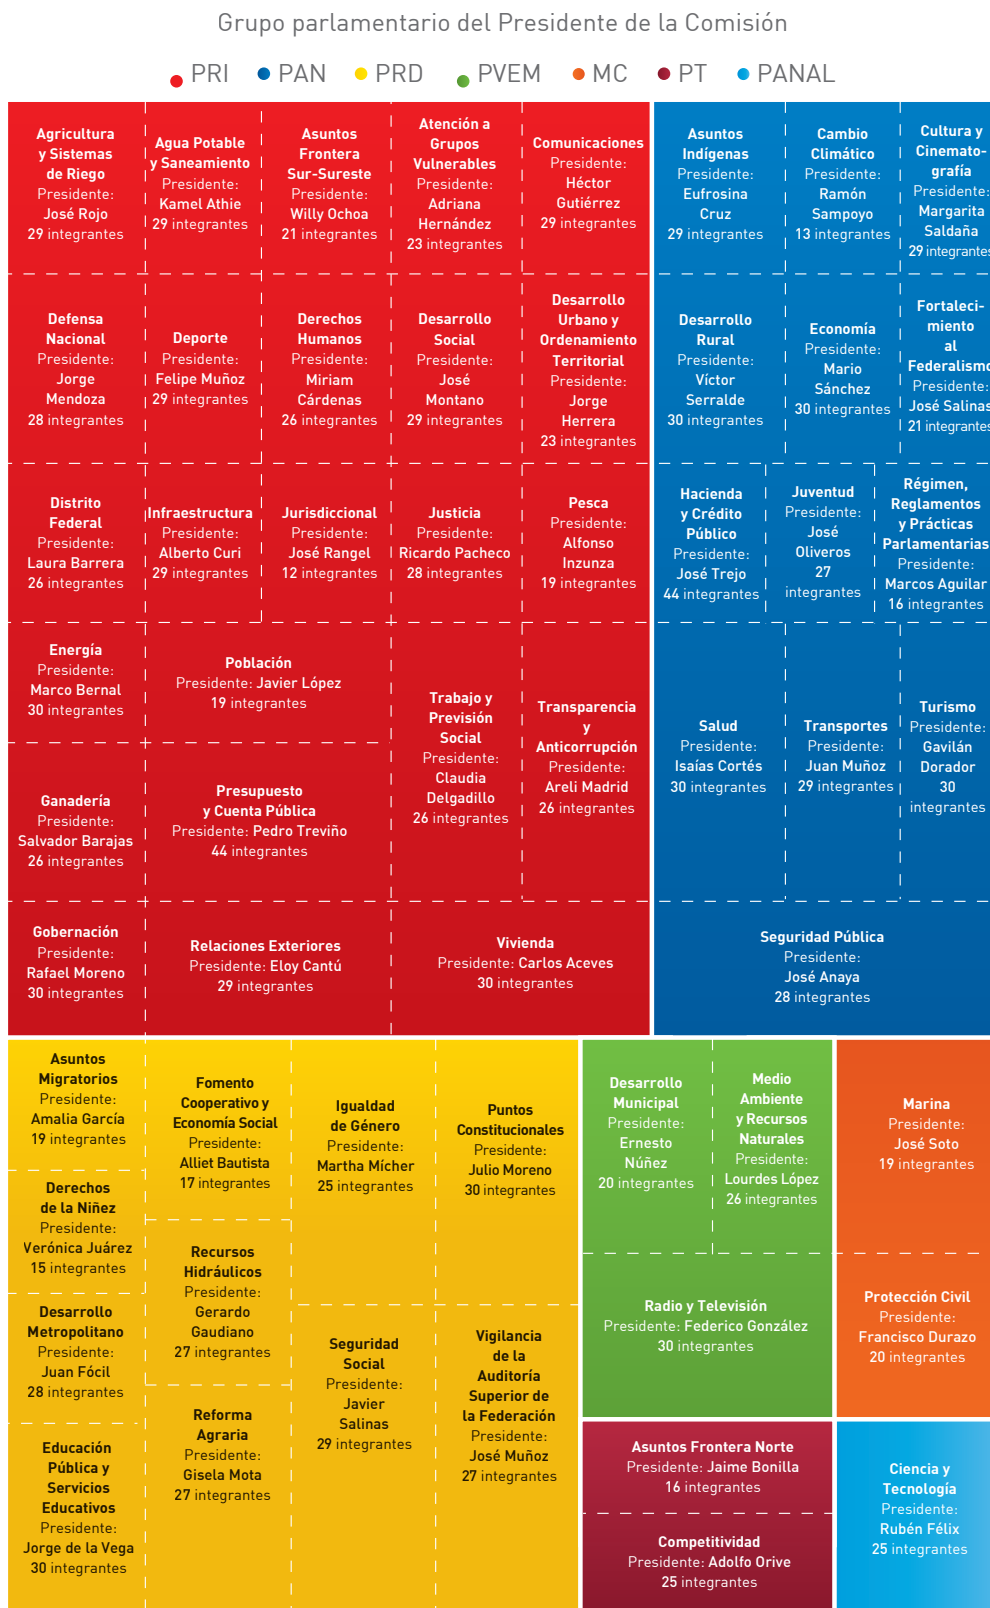 Grupo parlamentario del Presidente de la Comisión
PRI PAN PRD PVEM MC PT PANAL
Agricultura
y Sistemas
de Riego
Presidente:
José Rojo
29 integrantes
Agua Potable
y Saneamiento
Presidente:
Kamel Athie
29 integrantes
Asuntos
Frontera
Sur-Sureste
Presidente:
Willy Ochoa
21 integrantes
Atención a
Grupos
Vulnerables
Presidente:
Adriana
Hernández
23 integrantes
Comunicaciones
Presidente:
Héctor
Gutiérrez
29 integrantes
Asuntos
Indígenas
Presidente:
Eufrosina
Cruz
29 integrantes
Cambio
Climático
Presidente:
Ramón
Sampoyo
13 integrantes
Cultura y
Cinemato-
grafía
Presidente:
Margarita
Saldaña
29 integrantes
Defensa
Nacional
Presidente:
Jorge
Mendoza
28 integrantes
Deporte
Presidente:
Felipe Muñoz
29 integrantes
Derechos
Humanos
Presidente:
Miriam
Cárdenas
26 integrantes
Desarrollo
Social
Presidente:
José
Montano
29 integrantes
Desarrollo
Urbano y
Ordenamiento
Territorial
Presidente:
Jorge
Herrera
23 integrantes
Desarrollo
Rural
Presidente:
Víctor
Serralde
30 integrantes
Economía
Presidente:
Mario
Sánchez
30 integrantes
Fortaleci-
miento
al
Federalismo
Presidente:
José Salinas
21 integrantes
Distrito
Federal
Presidente:
Laura Barrera
26 integrantes
Infraestructura
Presidente:
Alberto Curi
29 integrantes
Jurisdiccional
Presidente:
José Rangel
12 integrantes
Justicia
Presidente:
Ricardo Pacheco
28 integrantes
Pesca
Presidente:
Alfonso
Inzunza
19 integrantes
Hacienda
y Crédito
Público
Presidente:
José Trejo
44 integrantes
Juventud
Presidente:
José
Oliveros
27
integrantes
Régimen,
Reglamentos
y Prácticas
Parlamentarias
Presidente:
Marcos Aguilar
16 integrantes
Energía
Presidente:
Marco Bernal
30 integrantes
Población
Presidente: Javier López
19 integrantes
Trabajo y
Previsión
Social
Presidente:
Claudia
Delgadillo
26 integrantes
Transparencia
y
Anticorrupción
Presidente:
Areli Madrid
26 integrantes
Salud
Presidente:
Isaías Cortés
30 integrantes
Transportes
Presidente:
Juan Muñoz
29 integrantes
Turismo
Presidente:
Gavilán
Dorador
30
integrantes
Ganadería
Presidente:
Salvador Barajas
26 integrantes
Presupuesto
y Cuenta Pública
Presidente: Pedro Treviño
44 integrantes
Gobernación
Presidente:
Rafael Moreno
30 integrantes
Relaciones Exteriores
Presidente: Eloy Cantú
29 integrantes
Vivienda
Presidente: Carlos Aceves
30 integrantes
Seguridad Pública
Presidente:
José Anaya
28 integrantes
Asuntos
Migratorios
Presidente:
Amalia García
19 integrantes
Fomento
Cooperativo y
Economía Social
Presidente:
Alliet Bautista
17 integrantes
Igualdad
de Género
Presidente:
Martha Mícher
25 integrantes
Puntos
Constitucionales
Presidente:
Julio Moreno
30 integrantes
Desarrollo
Municipal
Presidente:
Ernesto
Núñez
20 integrantes
Medio
Ambiente
y Recursos
Naturales
Presidente:
Lourdes López
26 integrantes
Marina
Presidente:
José Soto
19 integrantes
Derechos
de la Niñez
Presidente:
Verónica Juárez
15 integrantes
Recursos
Hidráulicos
Presidente:
Gerardo
Gaudiano
27 integrantes
Radio y Televisión
Presidente: Federico González
30 integrantes
Protección Civil
Presidente:
Francisco Durazo
20 integrantes
Desarrollo
Metropolitano
Presidente:
Juan Fócil
28 integrantes
Seguridad
Social
Presidente:
Javier
Salinas
29 integrantes
Vigilancia
de la
Auditoría
Superior de
la Federación
Presidente:
José Muñoz
27 integrantes
Reforma
Agraria
Presidente:
Gisela Mota
27 integrantes
Educación
Pública y
Servicios
Educativos
Presidente:
Jorge de la Vega
30 integrantes
Asuntos Frontera Norte
Presidente: Jaime Bonilla
16 integrantes
Competitividad
Presidente: Adolfo Orive
25 integrantes
Ciencia y
Tecnología
Presidente:
Rubén Félix
25 integrantes